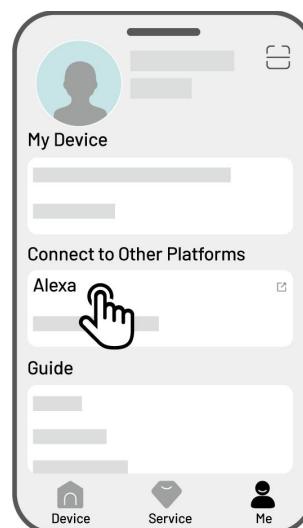 My Device
Connect to Other Platforms
Alexa
Guide
Device Service Me